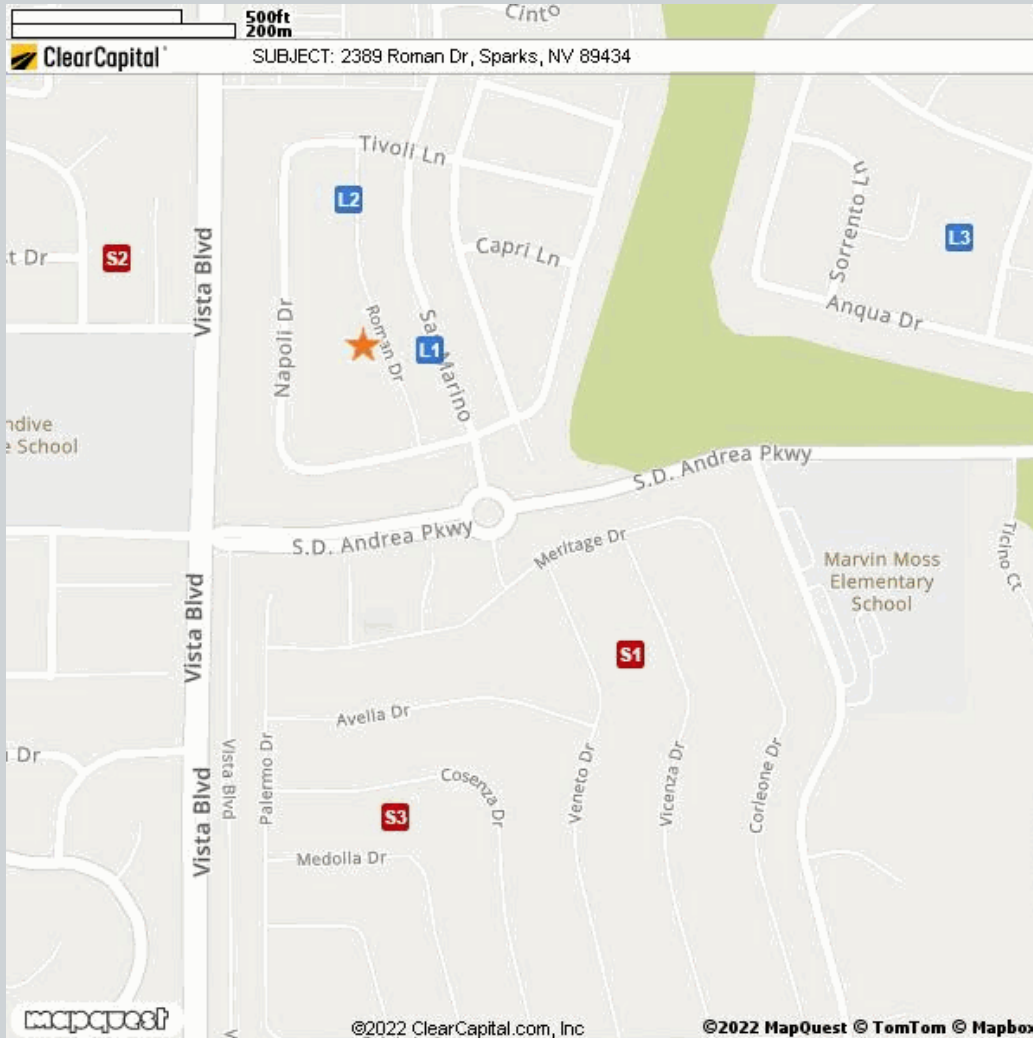 500ft
200m
Cinto
ClearCapital
SUBJECT: 2389 Roman Dr, Sparks, NV 89434
Tivoli Ln
L2
Sorrento Ln
L3
Capri Ln
t Dr
S2
Vista Blvd
Anqua Dr
Napoli Dr
Roman Dr
San Marino
L1
ndive
e School
S.D. Andrea Pkwy
S.D. Andrea Pkwy
Meritage Dr
Ticino Ct
Marvin Moss
Elementary
School
Vista Blvd
S1
Avella Dr
Dr
Vista Blvd
Palermo Dr
Veneto Dr
Vicenza Dr
Corleone Dr
Cosenza Dr
Vista Blvd
S3
Medolla Dr
mapquest
V
©2022 ClearCapital.com, Inc
©2022 MapQuest © TomTom © Mapbox